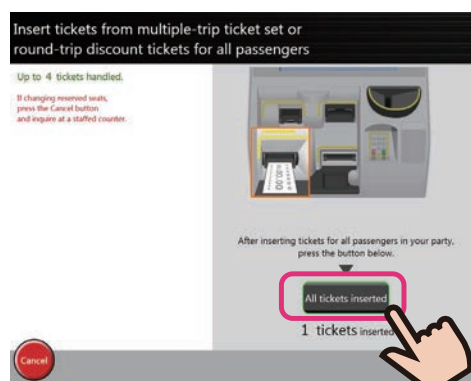 Insert tickets from multiple-trip ticket set or
round-trip discount tickets for all passengers
Up to 4 tickets handled.
If changing reserved seats,
press the Cancel button
and inquire at a staffed counter.
After inserting tickets for all passengers in your party,
press the button below.
All tickets inserted
1 tickets inserted
Cancel